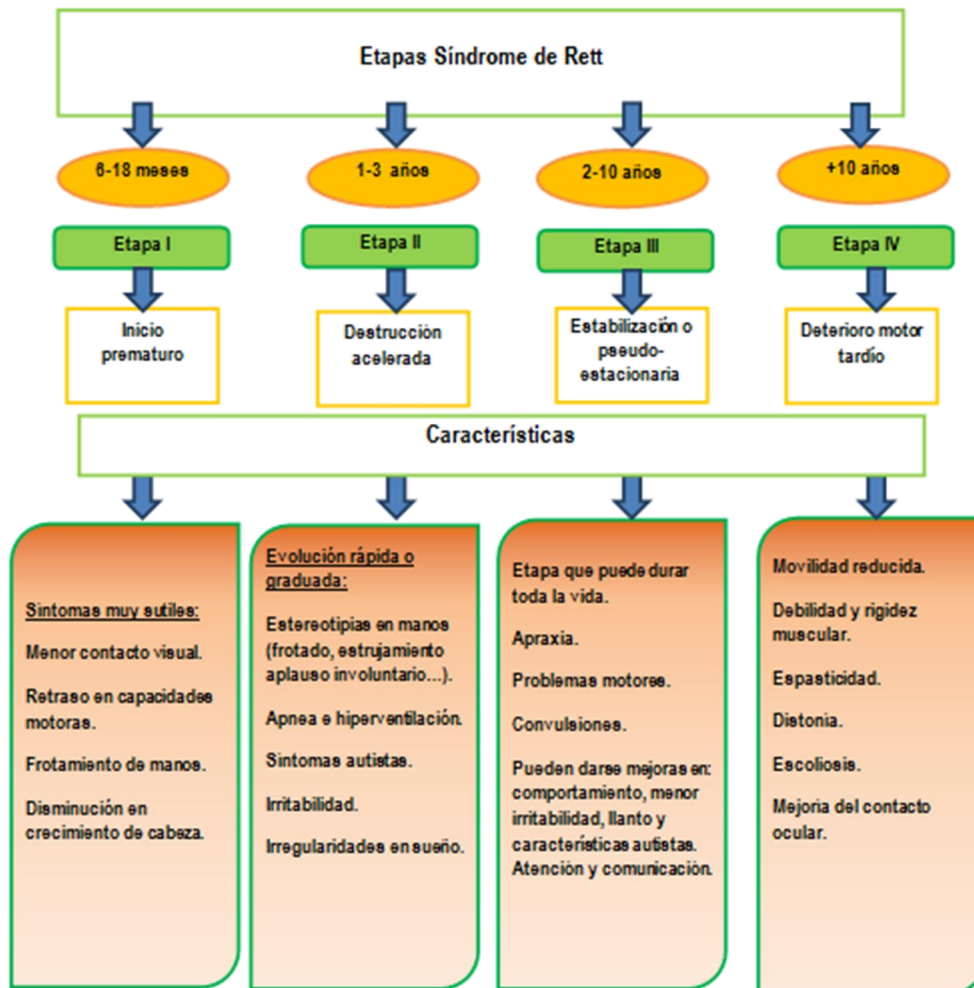 Etapas Síndrome de Rett
6-18 meses
1-3 años
2-10 años
+10 años
Etapa I
Etapa II
Etapa III
Etapa IV
Inicio
prematuro
Destrucción
acelerada
Estabilización o
pseudo-
estacionaria
Deterioro motor
tardío
Características
Sintomas muy sutiles:
Menor contacto visual.
Retraso en capacidades
motoras.
Frotamiento de manos.
Disminución en
crecimiento de cabeza.
Evolución rápida o
graduada:
Estereotipias en manos
(frotado, estrujamiento
aplauso involuntario...).
Apnea e hiperventilación.
Sintomas autistas.
Irritabilidad.
Irregularidades en sueño.
Etapa que puede durar
toda la vida.
Apraxia.
Problemas motores.
Convulsiones.
Pueden darse mejoras en:
comportamiento, menor
irritabilidad, llanto y
características autistas.
Atención y comunicación.
Movilidad reducida.
Debilidad y rigidez
muscular.
Espasticidad.
Distonia.
Escoliosis.
Mejoria del contacto
ocular.